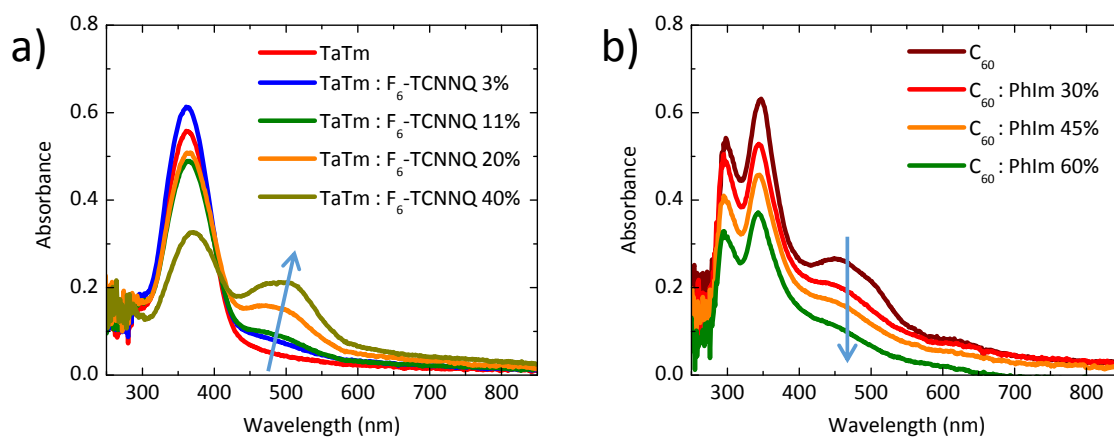 a)
0.8
0.6
0.4
0.2
0.0
Absorbance
TaTm
TaTm : F6-TCNNQ 3%
TaTm : F6-TCNNQ 11%
TaTm : F6-TCNNQ 20%
TaTm : F6-TCNNQ 40%
300 400 500 600 700 800
Wavelength (nm)
b)
0.8
0.6
0.4
0.2
0.0
Absorbance
C60
C60 : PhIm 30%
C60 : PhIm 45%
C60 : PhIm 60%
300 400 500 600 700 800
Wavelength (nm)